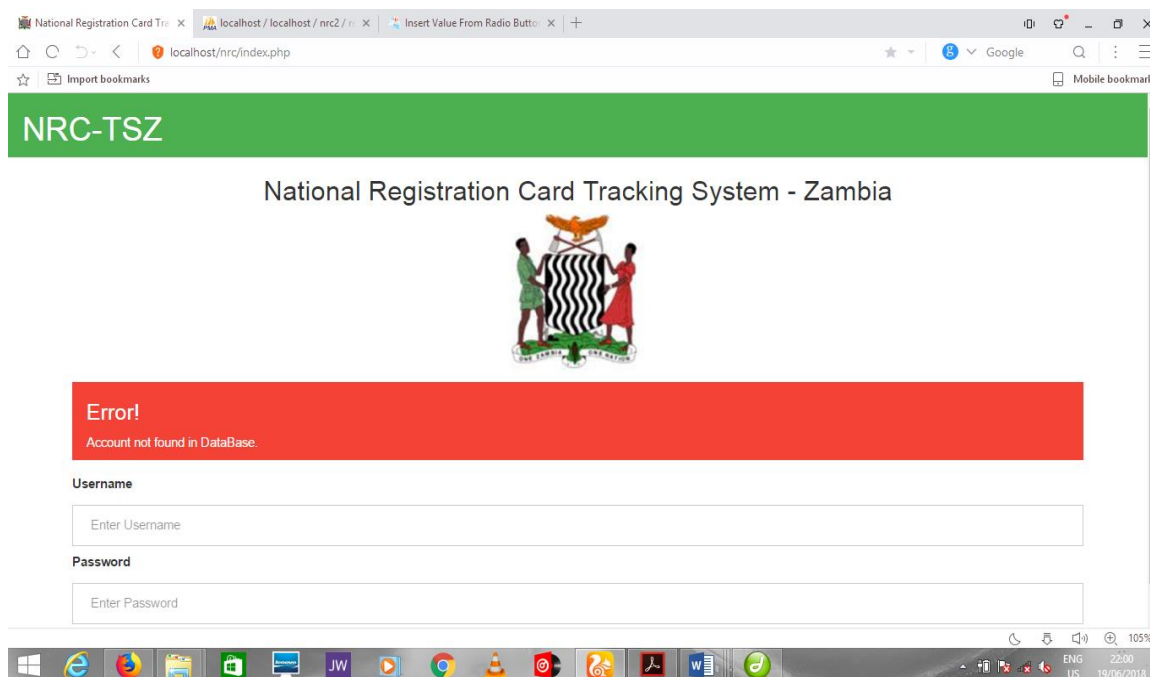 National Registration Card Tra
localhost / localhost / nrc2 / n
Insert Value From Radio Butto
localhost/nrc/index.php
Google
Import bookmarks
Mobile bookmark
NRC-TSZ
National Registration Card Tracking System - Zambia
ONE ZAMBIA ONE NATION
Error!
Account not found in DataBase.
Username
Enter Username
Password
Enter Password
105%
JW
ENG 22:00
US 19/06/2018